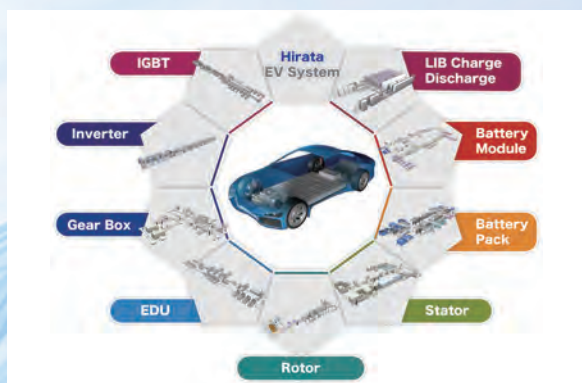 Hirata
EV System
LIB Charge
Discharge
Battery
Module
Battery
Pack
Stator
Rotor
EDU
Gear Box
Inverter
IGBT